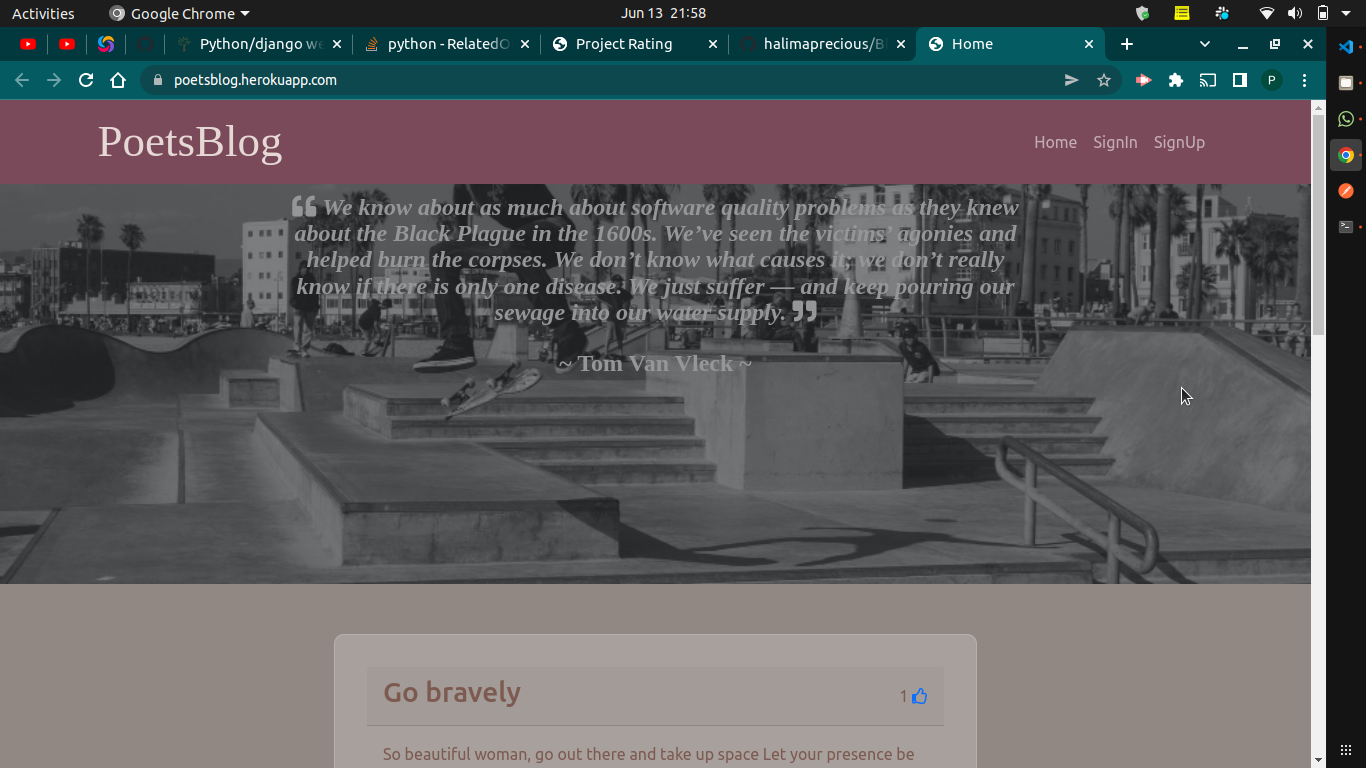 Activities
Google Chrome
Jun 13 21:58
Python/django we
python - RelatedO
Project Rating
halimaprecious/Bl
Home
poetsblog.herokuapp.com
P
PoetsBlog
Home
SignIn
SignUp
We know about as much about software quality problems as they knew
about the Black Plague in the 1600s. We’ve seen the victims’ agonies and
helped burn the corpses. We don’t know what causes it; we don’t really
know if there is only one disease. We just suffer — and keep pouring our
sewage into our water supply.
~ Tom Van Vleck ~
Go bravely
1
So beautiful woman, go out there and take up space Let your presence be